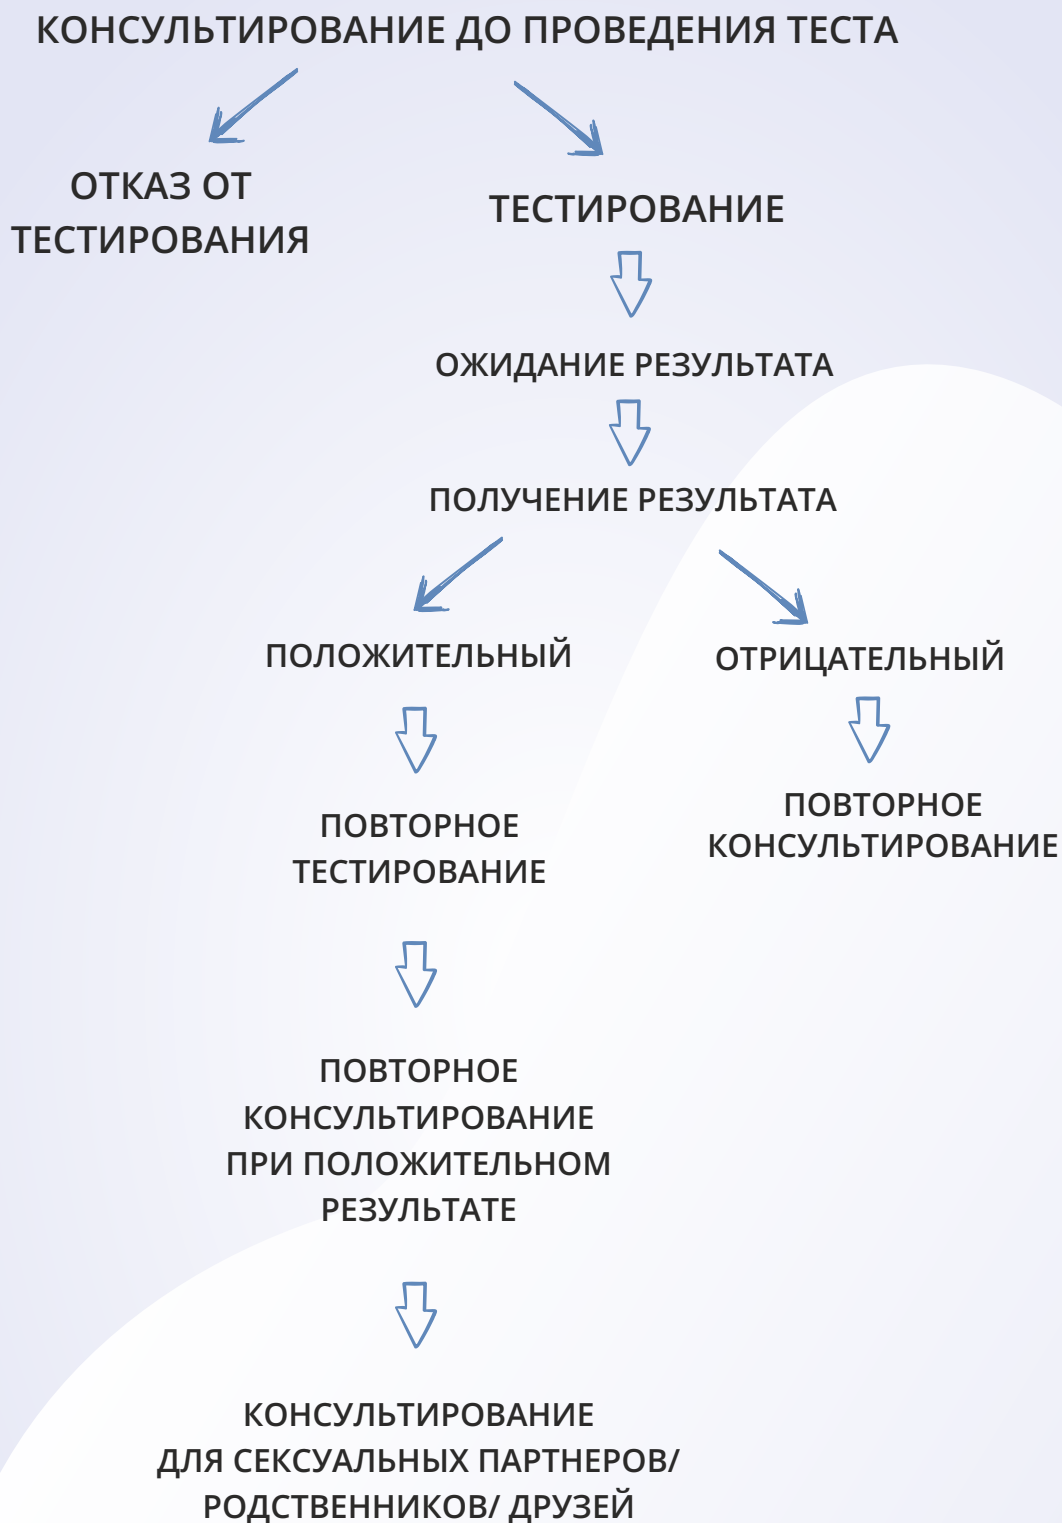 КОНСУЛЬТИРОВАНИЕ ДО ПРОВЕДЕНИЯ ТЕСТА
ОТКАЗ ОТ
ТЕСТИРОВАНИЯ
ТЕСТИРОВАНИЕ
ОЖИДАНИЕ РЕЗУЛЬТАТА
ПОЛУЧЕНИЕ РЕЗУЛЬТАТА
ПОЛОЖИТЕЛЬНЫЙ
ОТРИЦАТЕЛЬНЫЙ
ПОВТОРНОЕ
ТЕСТИРОВАНИЕ
ПОВТОРНОЕ
КОНСУЛЬТИРОВАНИЕ
ПОВТОРНОЕ
КОНСУЛЬТИРОВАНИЕ
ПРИ ПОЛОЖИТЕЛЬНОМ
РЕЗУЛЬТАТЕ
КОНСУЛЬТИРОВАНИЕ
ДЛЯ СЕКСУАЛЬНЫХ ПАРТНЕРОВ/
РОДСТВЕННИКОВ/ ДРУЗЕЙ